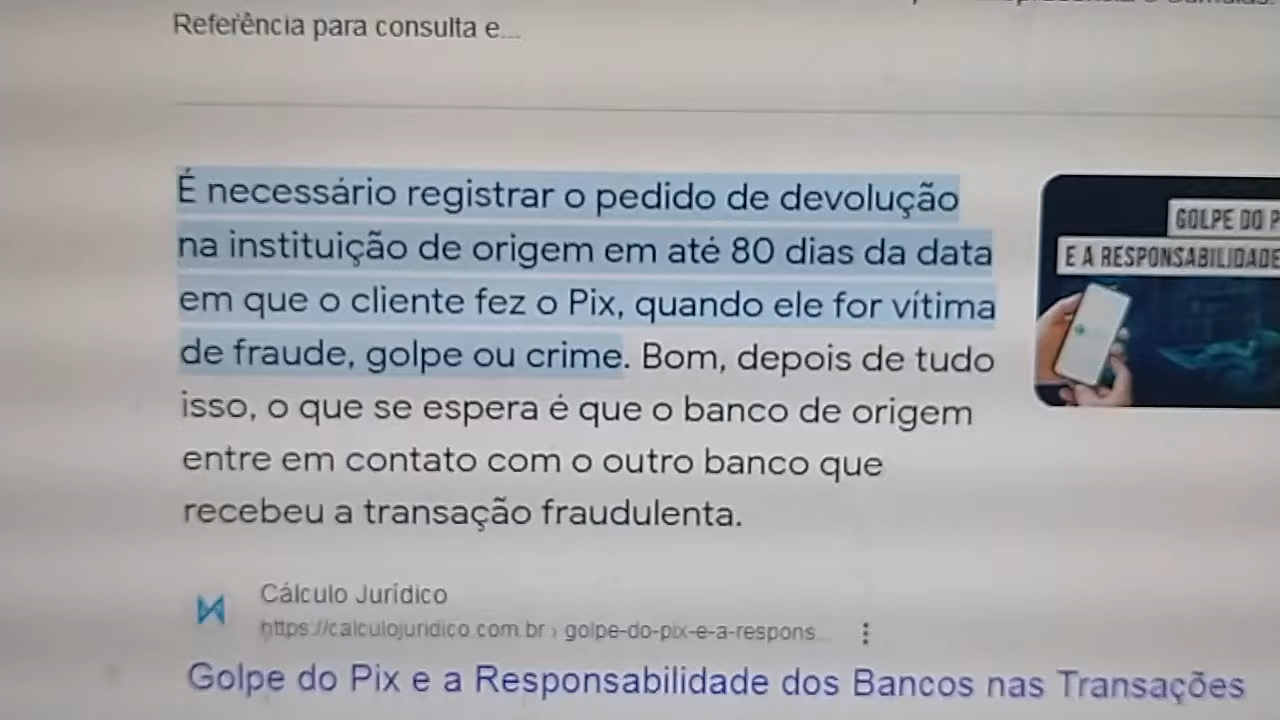 Referência para consulta e...
É necessário registrar o pedido de devolução
na instituição de origem em até 80 dias da data
em que o cliente fez o Pix, quando ele for vítima
de fraude, golpe ou crime. Bom, depois de tudo
isso, o que se espera é que o banco de origem
entre em contato com o outro banco que
recebeu a transação fraudulenta.
GOLPE DO P
E A RESPONSABILIDADE
Cálculo Jurídico
https://calculojuridico.com.br › golpe-do-pix-e-a-respons...
Golpe do Pix e a Responsabilidade dos Bancos nas Transações